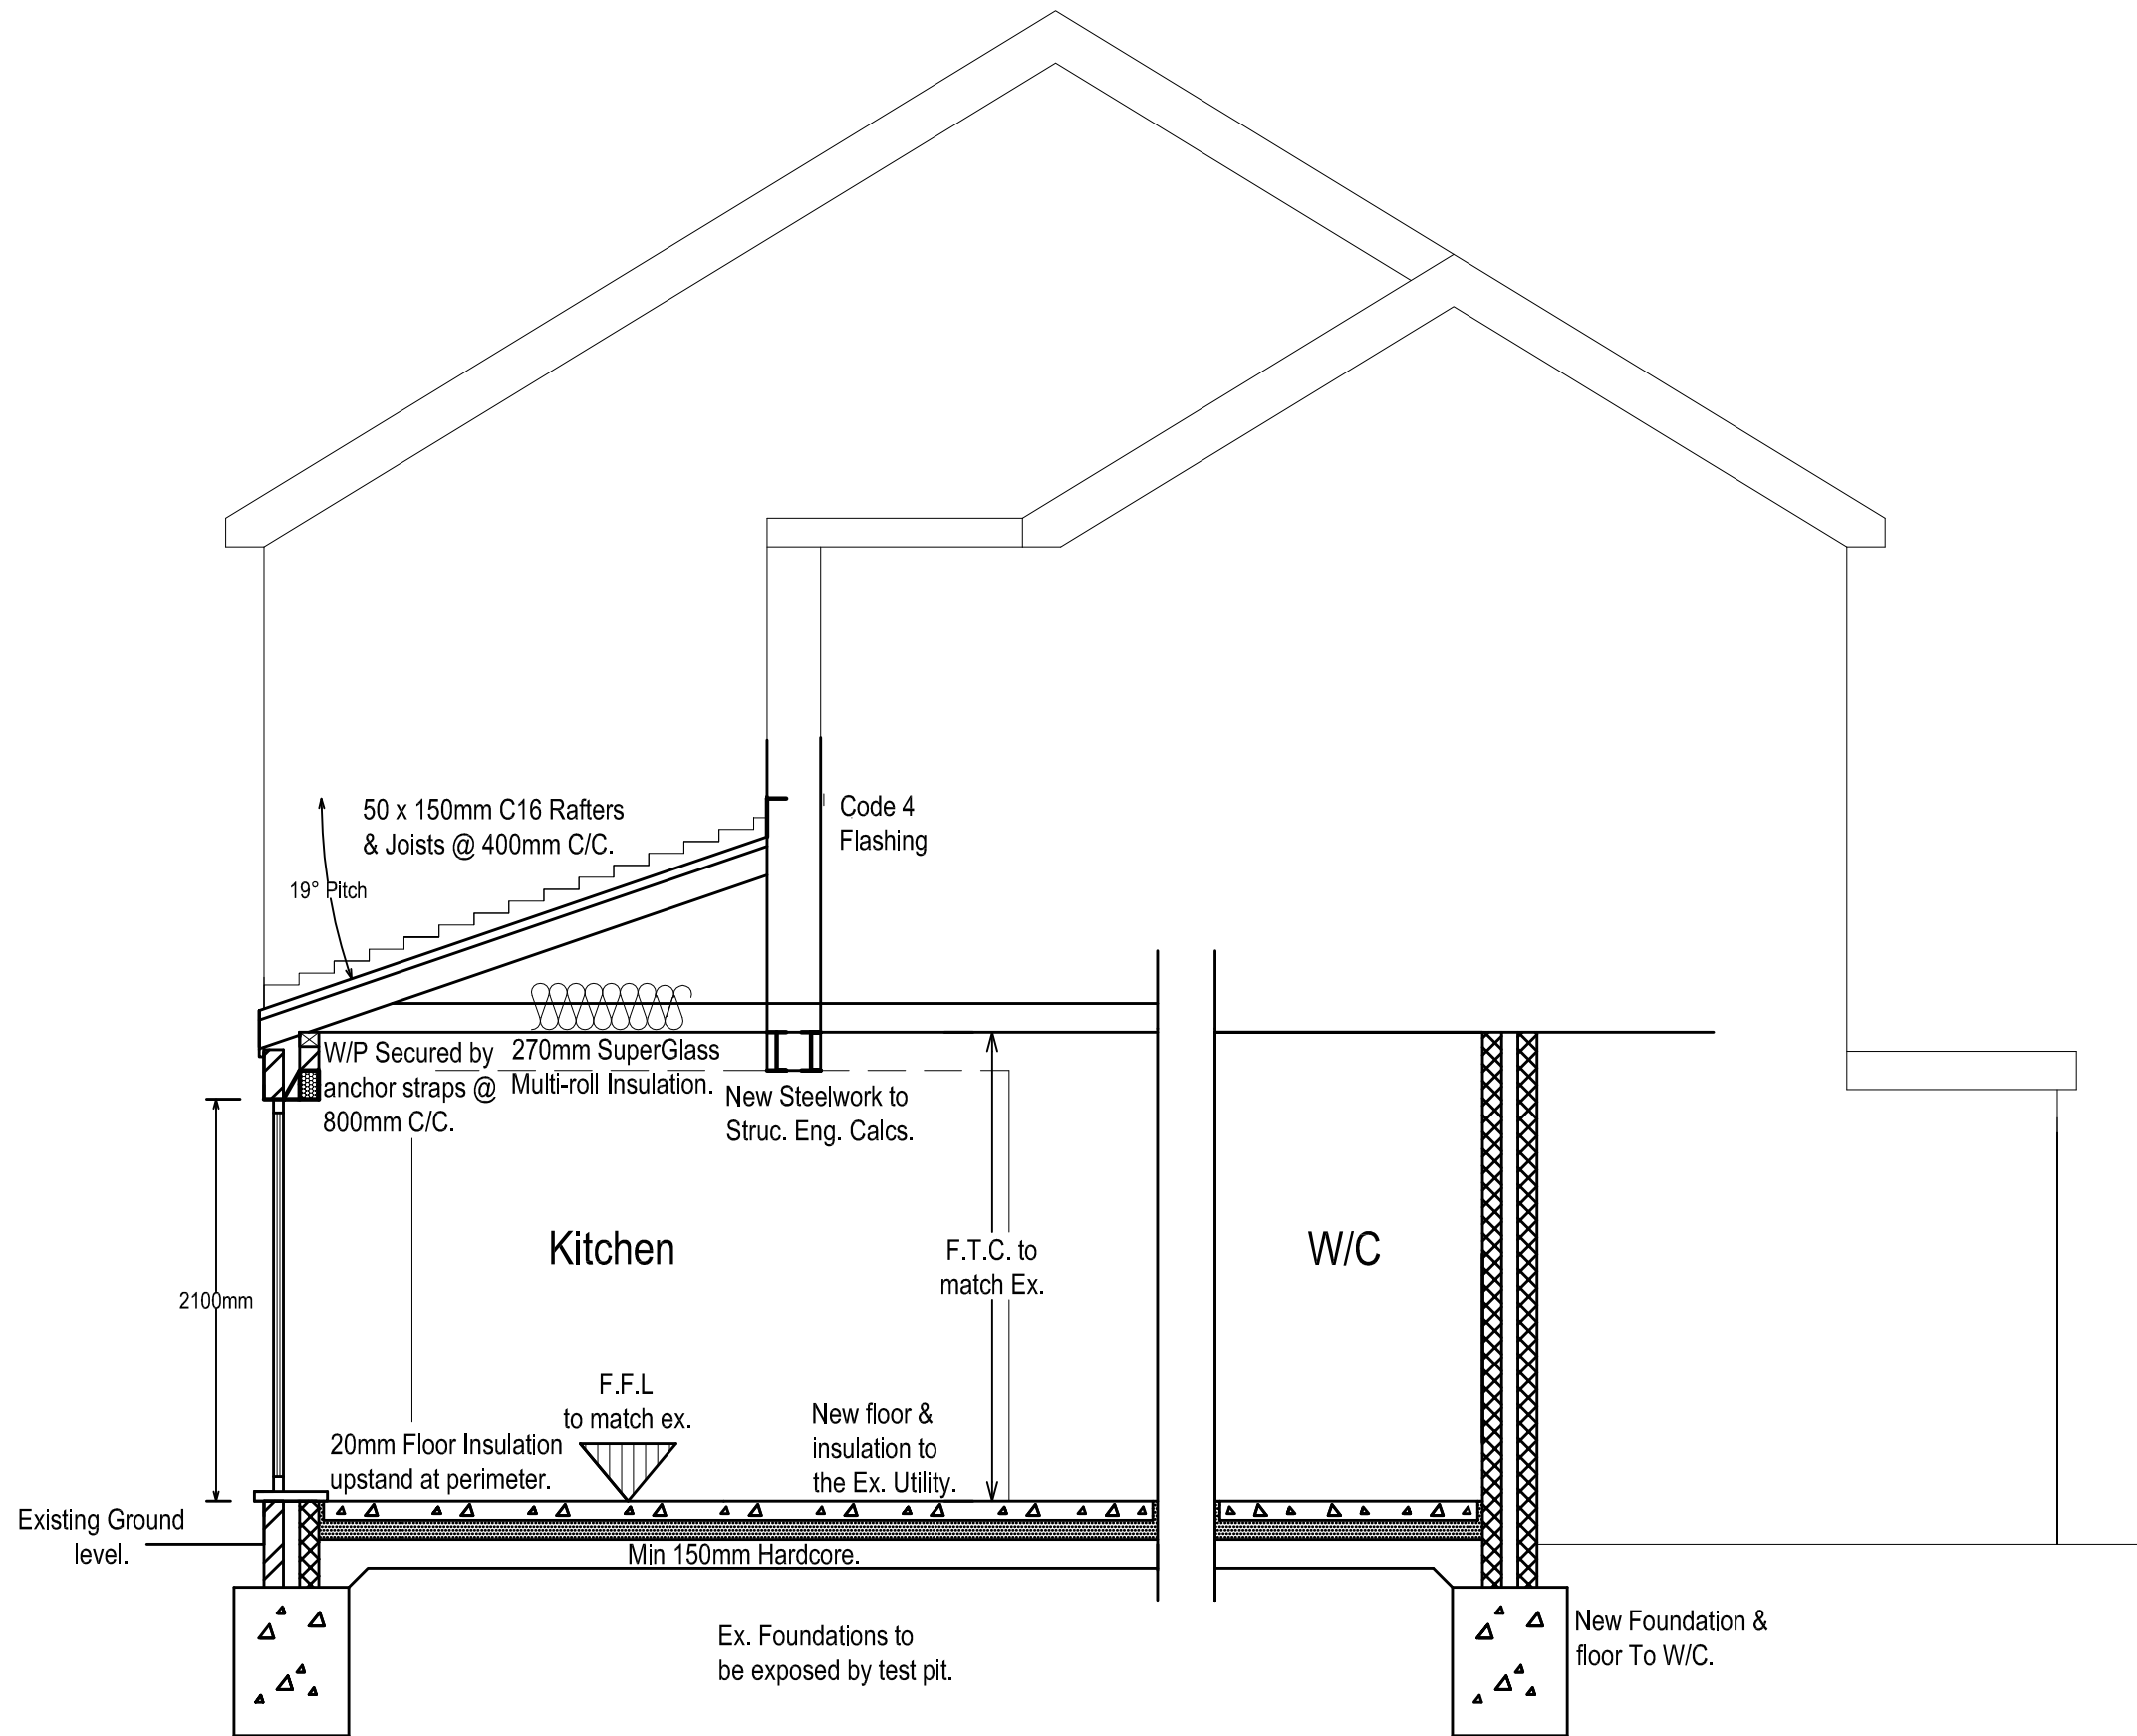 50 x 150mm C16 Rafters
& Joists @ 400mm C/C.
19° Pitch
Code 4
Flashing
W/P Secured by
anchor straps @
800mm C/C.
270mm SuperGlass
Multi-roll Insulation.
New Steelwork to
Struc. Eng. Calcs.
Kitchen
F.T.C. to
match Ex.
W/C
2100mm
F.F.L
to match ex.
20mm Floor Insulation
upstand at perimeter.
New floor &
insulation to
the Ex. Utility.
Existing Ground
level.
Min 150mm Hardcore.
Ex. Foundations to
be exposed by test pit.
New Foundation &
floor To W/C.